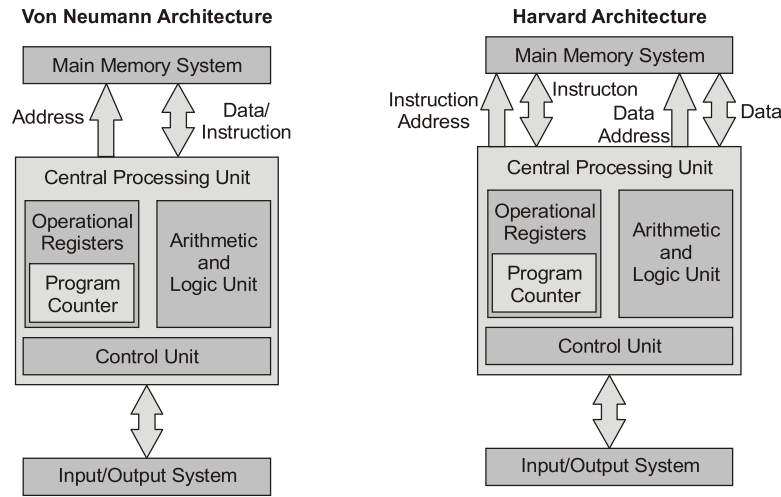 Von Neumann Architecture
Main Memory System
Address
Data/
Instruction
Central Processing Unit
Operational
Registers
Program
Counter
Arithmetic
and
Logic Unit
Control Unit
Input/Output System
Harvard Architecture
Main Memory System
Instruction
Address
Instructon
Data
Address
Data
Central Processing Unit
Operational
Registers
Program
Counter
Arithmetic
and
Logic Unit
Control Unit
Input/Output System